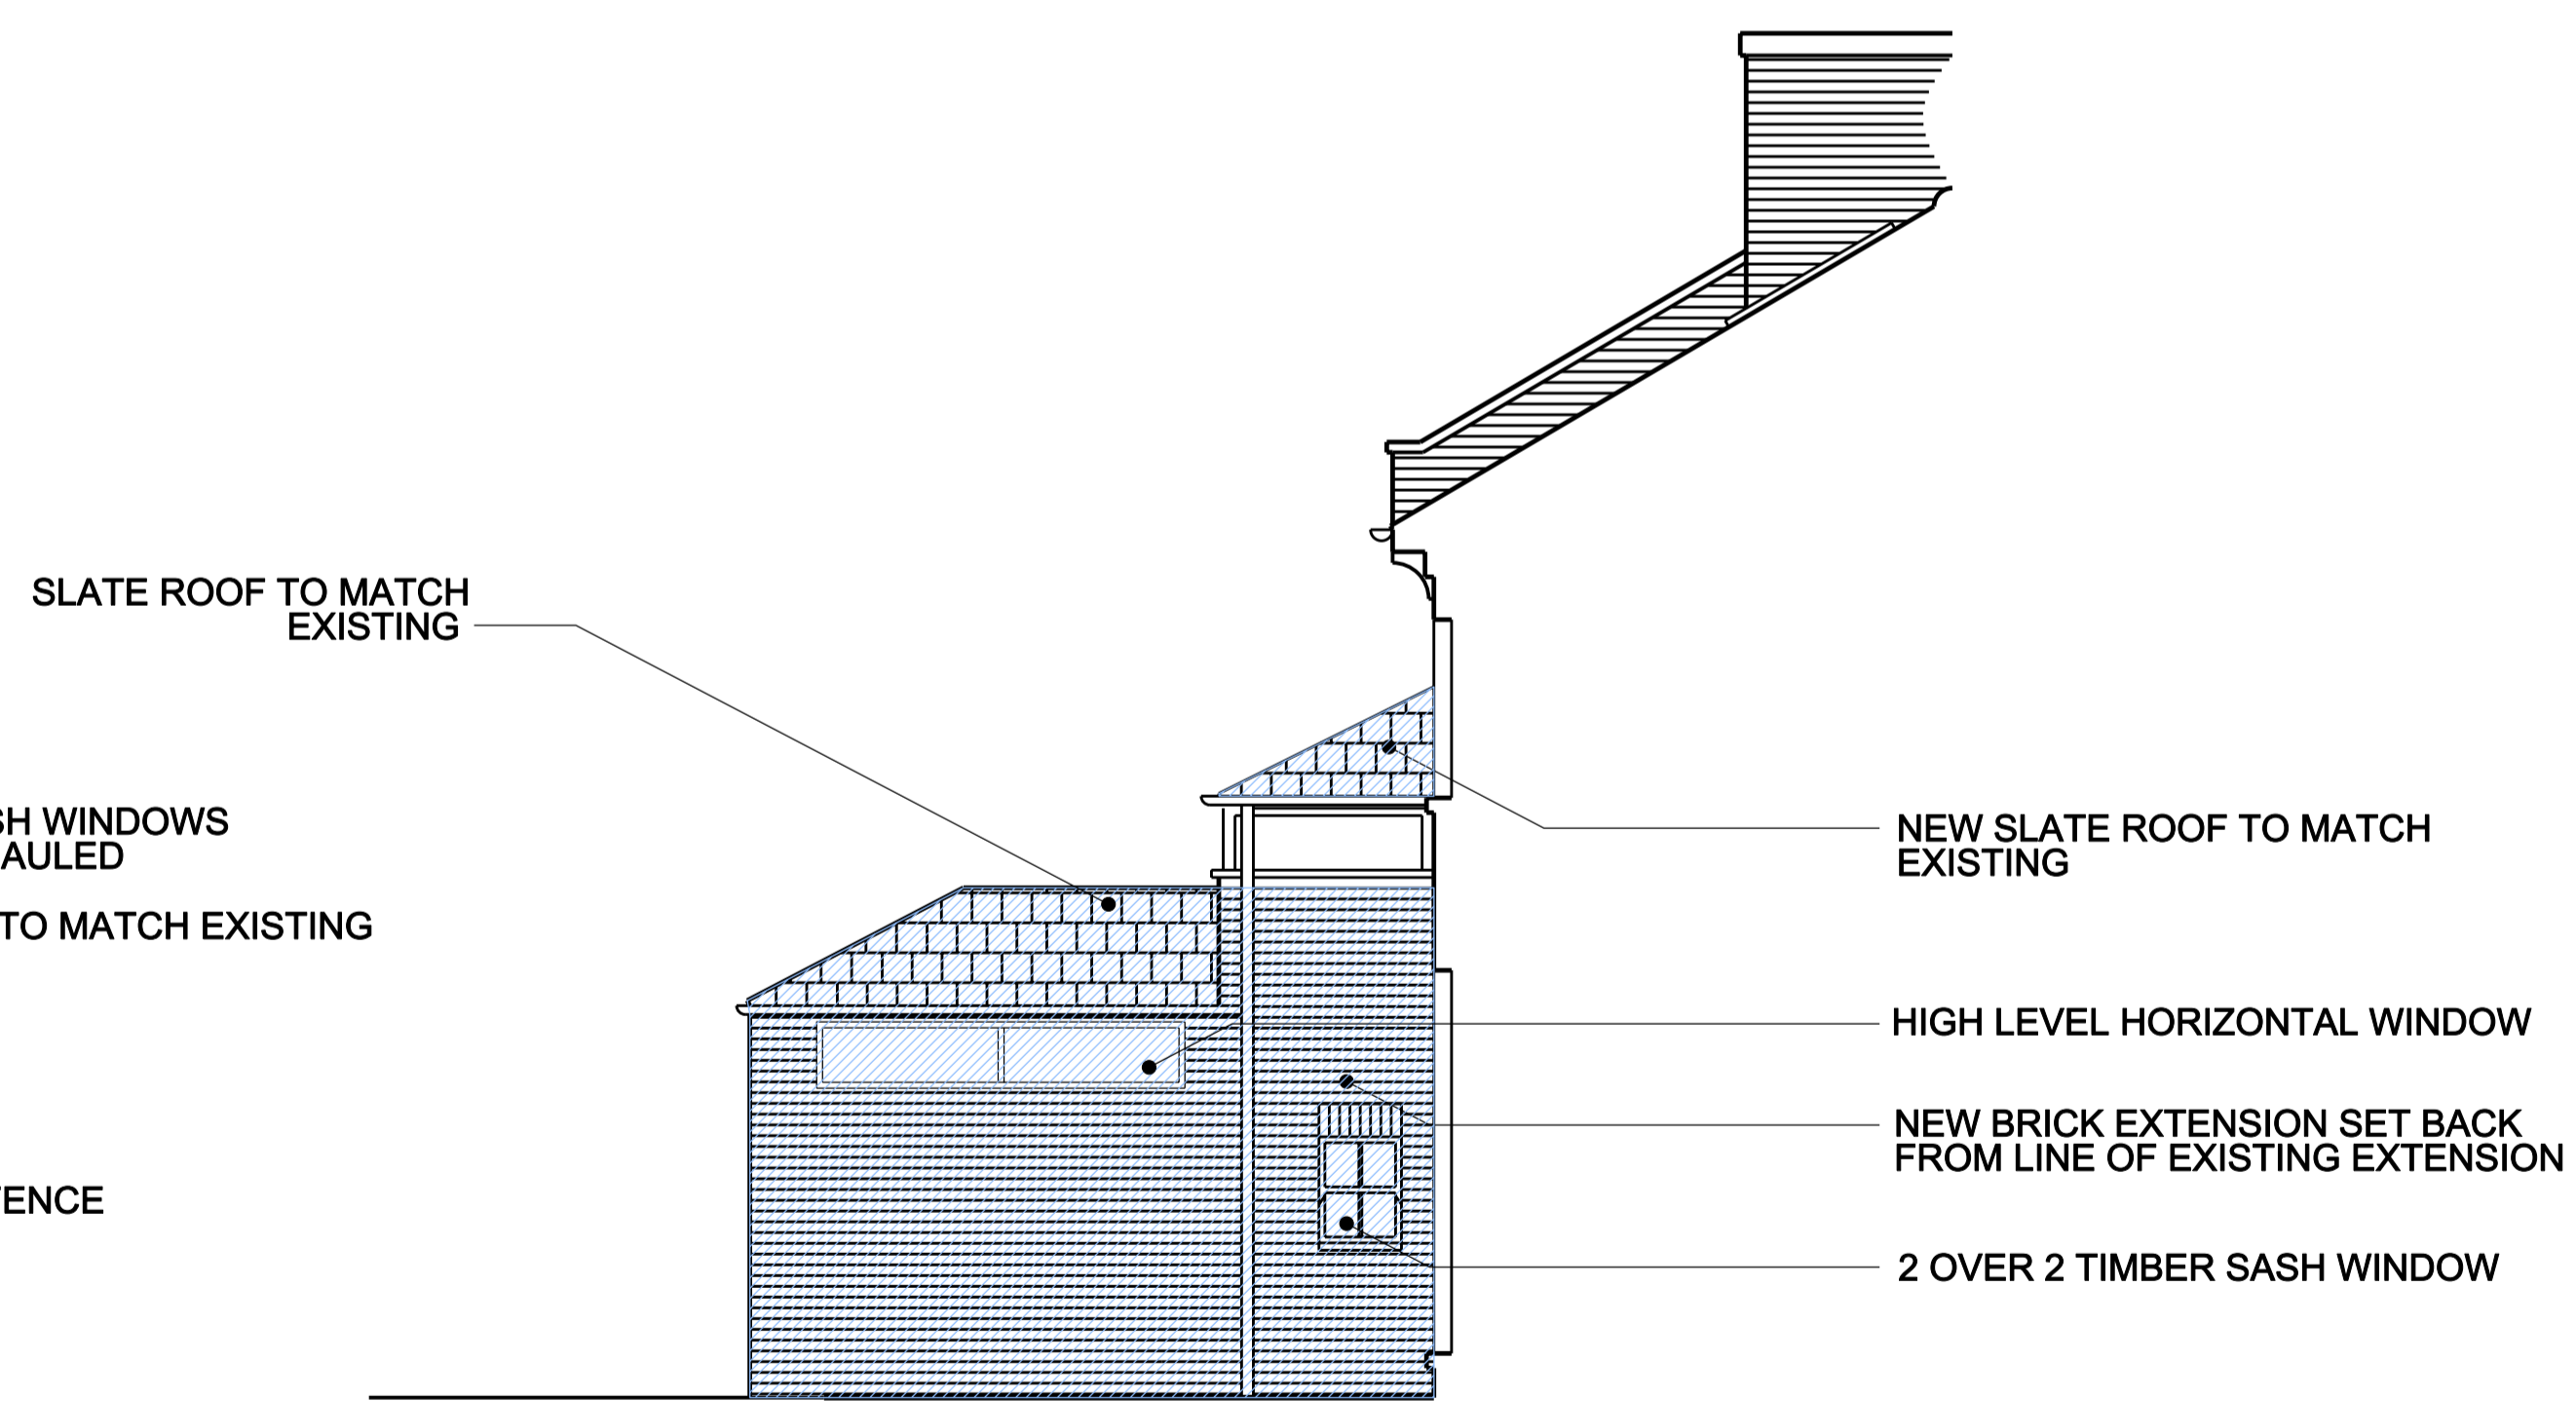 SLATE ROOF TO MATCH
EXISTING
SH WINDOWS
AULED
TO MATCH EXISTING
ENCE
NEW SLATE ROOF TO MATCH
EXISTING
HIGH LEVEL HORIZONTAL WINDOW
NEW BRICK EXTENSION SET BACK
FROM LINE OF EXISTING EXTENSION
2 OVER 2 TIMBER SASH WINDOW